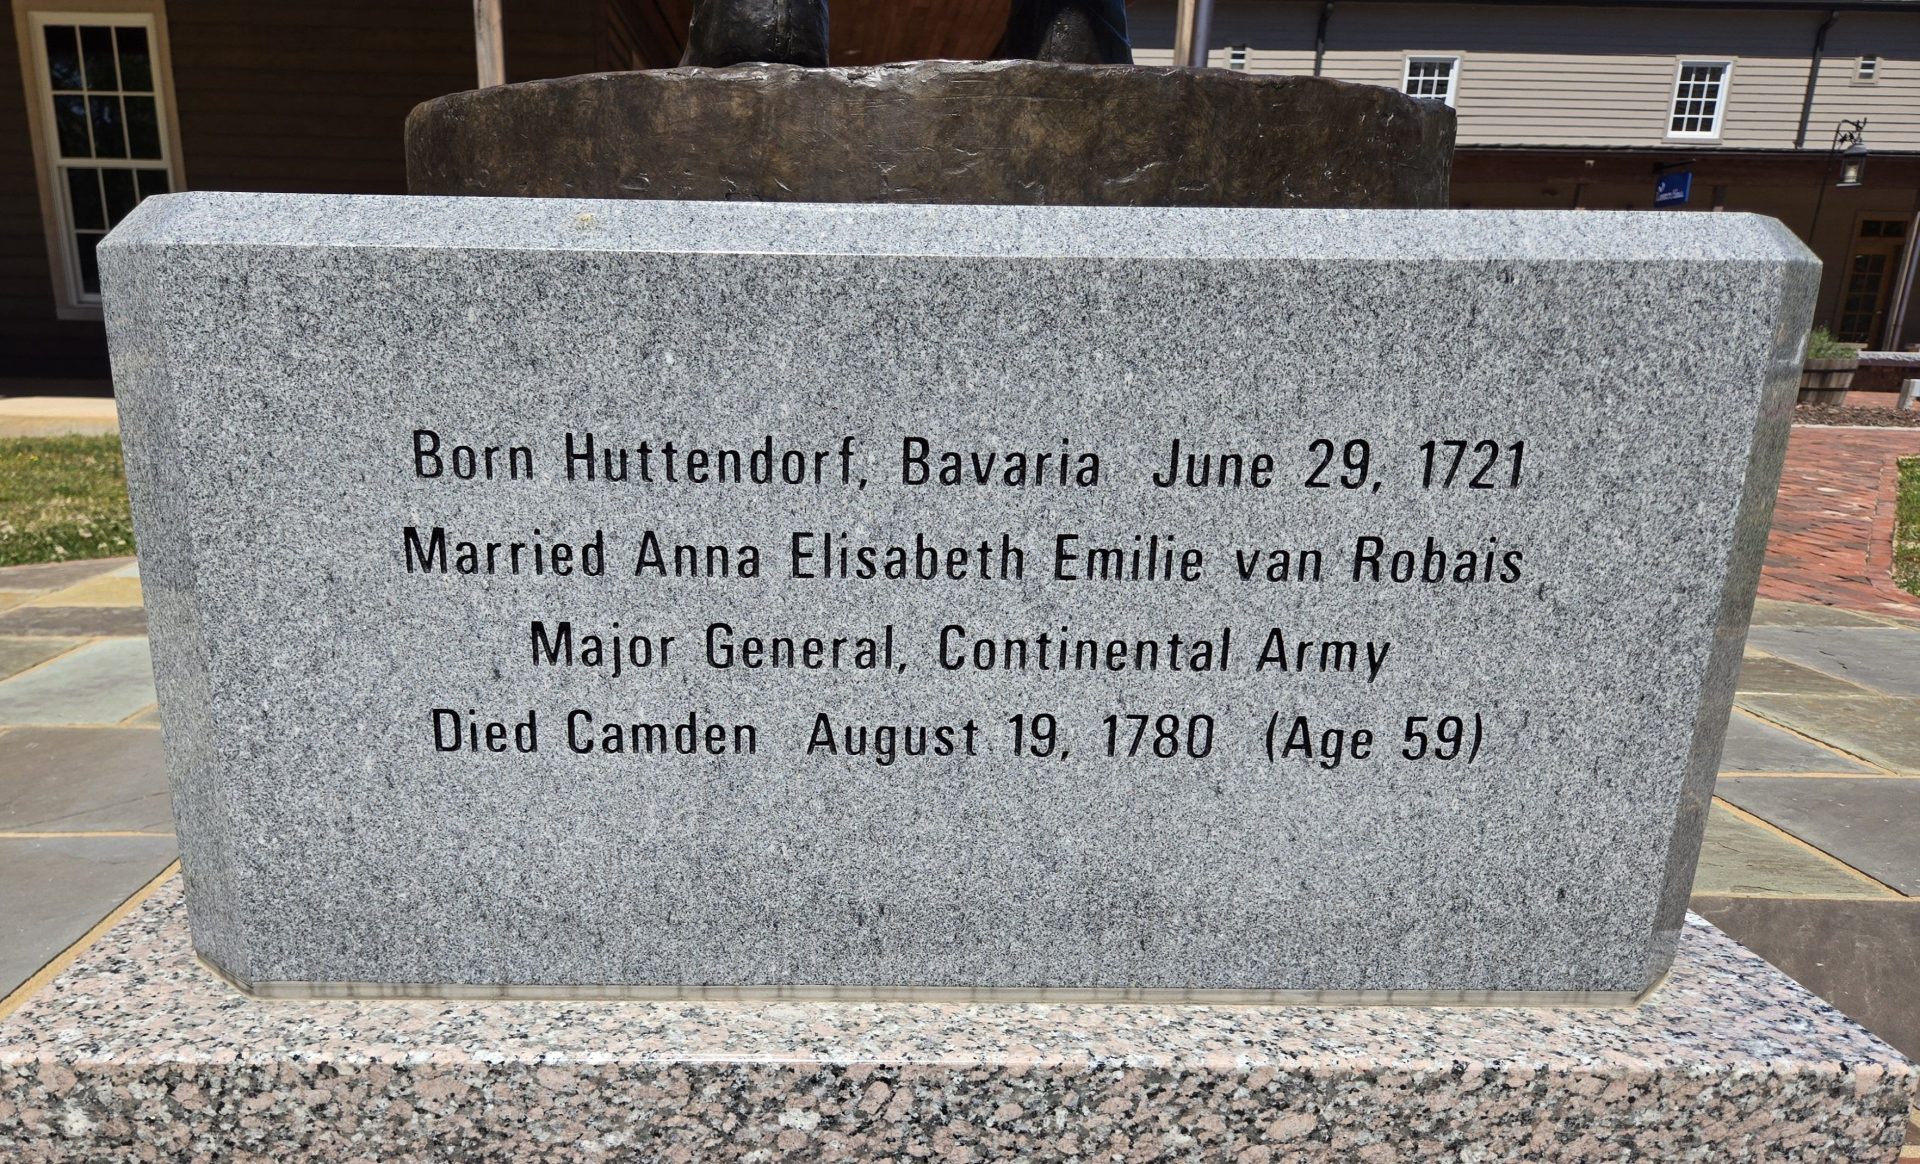 Born Huttendorf, Bavaria June 29, 1721
Married Anna Elisabeth Emilie van Robais
Major General, Continental Army
Died Camden August 19, 1780 (Age 59)